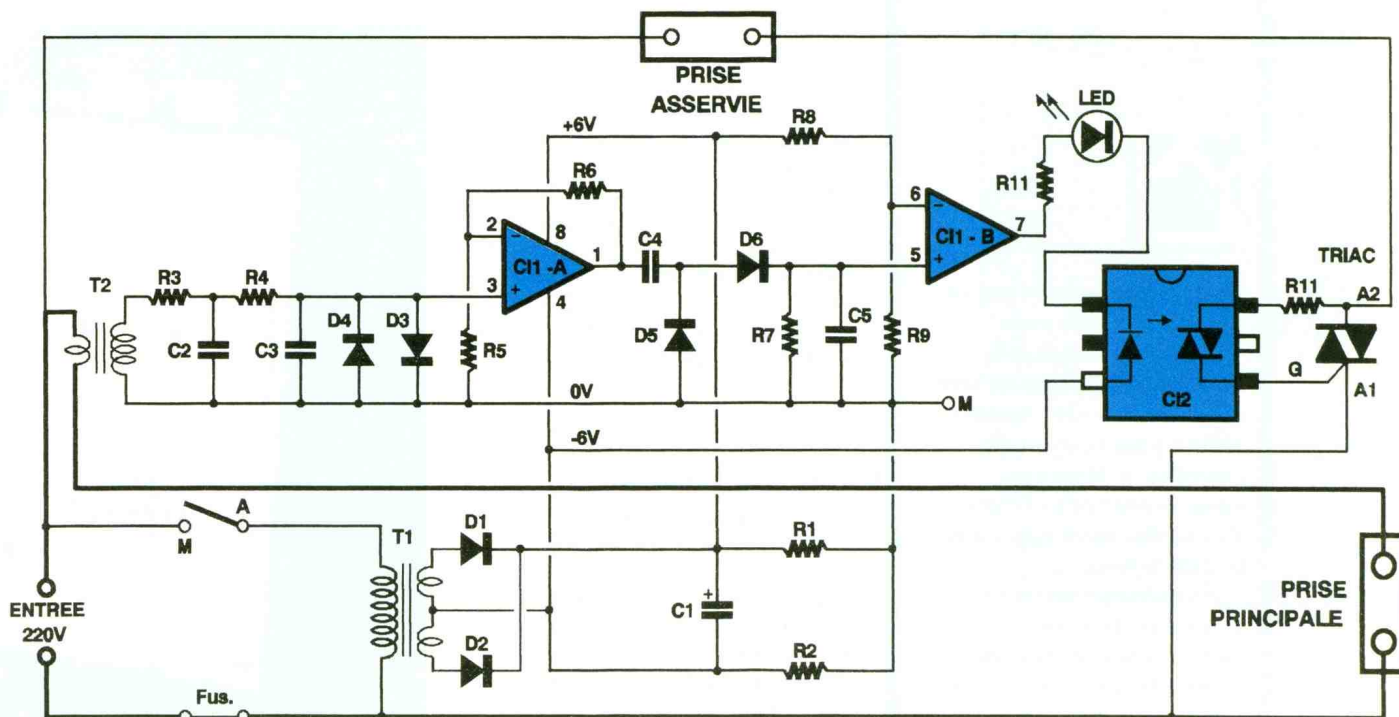 PRISE
ASSERVIE
LED
+6V
R8
R6
R11
6
-
2
-
8
CI1 - B
7
C4
D6
5
+
T2
R3
R4
CI1 -A
1
TRIAC
3
+
4
R11
A2
D4
D3
C2
C3
R5
D5
R7
C5
R9
G
A1
0V
M
CI2
-6V
A
M
T1
D1
R1
ENTREE
220V
+
C1
PRISE
PRINCIPALE
D2
R2
Fus.